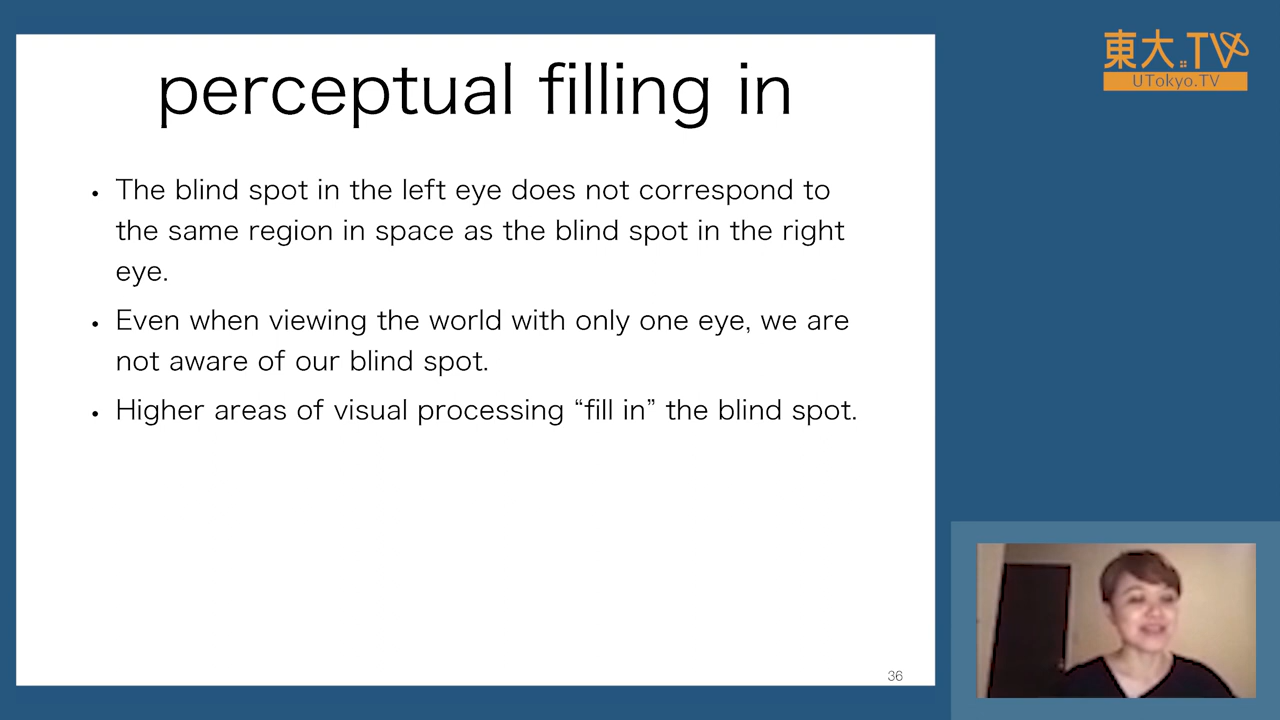 perceptual filling in
• The blind spot in the left eye does not correspond to
the same region in space as the blind spot in the right
eye.
• Even when viewing the world with only one eye, we are
not aware of our blind spot.
• Higher areas of visual processing “fill in” the blind spot.
36
東大.TV
UTokyo.TV